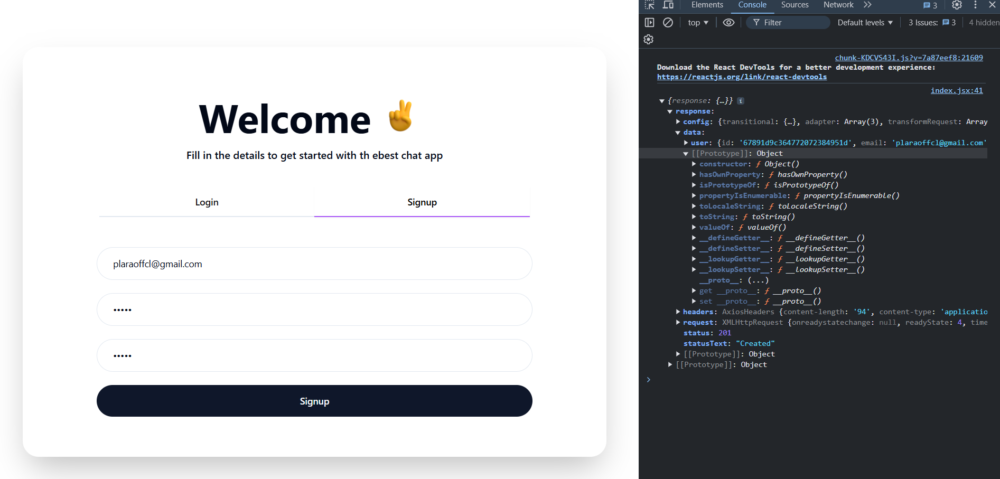 Welcome ✌
Fill in the details to get started with th ebest chat app
Login
Signup
plaraoffcl@gmail.com
•••••
•••••
Signup
Elements Console Sources Network 3
top Filter Default levels 3 Issues: 3 4 hidden
chunk-KDCVS43I.js?v=7a87eef8:21609
Download the React DevTools for a better development experience:
https://reactjs.org/link/react-devtools
index.jsx:41
{response: {…}} i
response:
config: {transitional: {…}, adapter: Array(3), transformRequest: Array
data:
user: {id: '67891d9c364772072384951d', email: 'plaraoffcl@gmail.com'
[[Prototype]]: Object
constructor: ƒ Object()
hasOwnProperty: ƒ hasOwnProperty()
isPrototypeOf: ƒ isPrototypeOf()
propertyIsEnumerable: ƒ propertyIsEnumerable()
toLocaleString: ƒ toLocaleString()
toString: ƒ toString()
valueOf: ƒ valueOf()
__defineGetter__: ƒ __defineGetter__()
__defineSetter__: ƒ __defineSetter__()
__lookupGetter__: ƒ __lookupGetter__()
__lookupSetter__: ƒ __lookupSetter__()
__proto__: (...)
get __proto__: ƒ __proto__()
set __proto__: ƒ __proto__()
headers: AxiosHeaders {content-length: '94', content-type: 'applicatio
request: XMLHttpRequest {onreadystatechange: null, readyState: 4, time
status: 201
statusText: "Created"
[[Prototype]]: Object
[[Prototype]]: Object